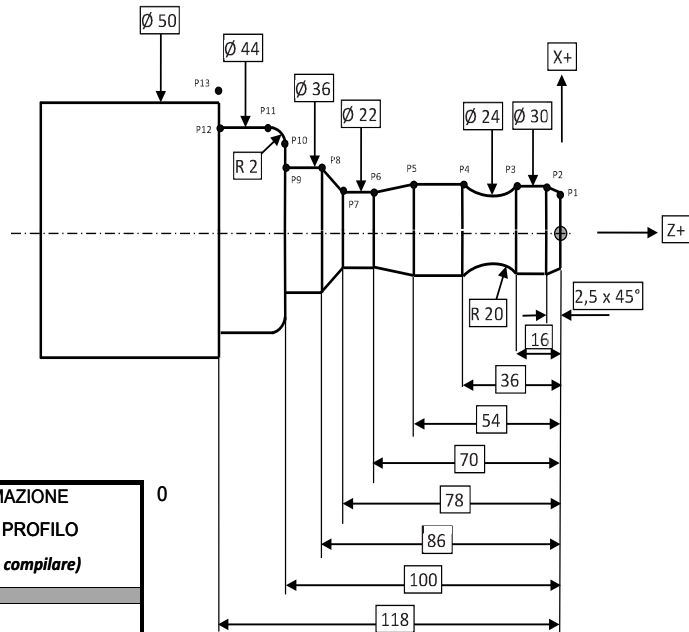 Ø 50
Ø 44
X+
P13
Ø 36
Ø 22
Ø 24
Ø 30
P11
P12
P10
R 2
P9
P8
P7
P6
P5
P4
P3
P2
P1
Z+
R 20
2,5 x 45°
16
36
54
70
78
86
100
118
MAZIONE
PROFILO
compilare)
0